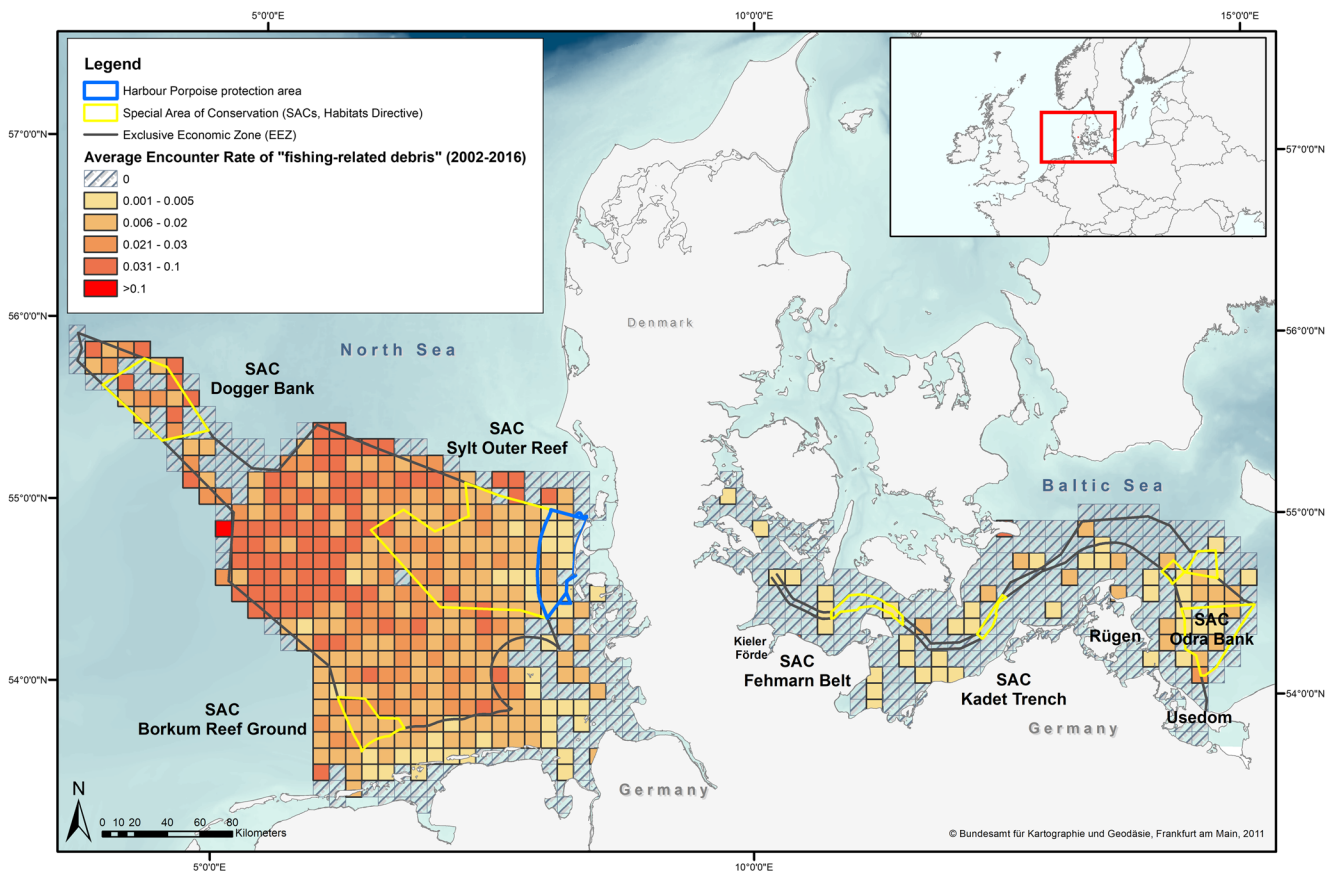 5°0'0"E
10°0'0"E
15°0'0"E
Legend
Harbour Porpoise protection area
Special Area of Conservation (SACs, Habitats Directive)
Exclusive Economic Zone (EEZ)
Average Encounter Rate of "fishing-related debris" (2002-2016)
0
0.001 - 0.005
0.006 - 0.02
0.021 - 0.03
0.031 - 0.1
>0.1
57°0'0"N
57°0'0"N
56°0'0"N
56°0'0"N
Denmark
North Sea
SAC
Dogger Bank
SAC
Sylt Outer Reef
55°0'0"N
55°0'0"N
Baltic Sea
Kieler
Förde
SAC
Fehmarn Belt
SAC
Kadet Trench
Rügen
SAC
Odra Bank
Usedom
54°0'0"N
54°0'0"N
SAC
Borkum Reef Ground
Germany
Germany
N
0 10 20 40 60 80
Kilometers
© Bundesamt für Kartographie und Geodäsie, Frankfurt am Main, 2011
5°0'0"E
10°0'0"E
15°0'0"E